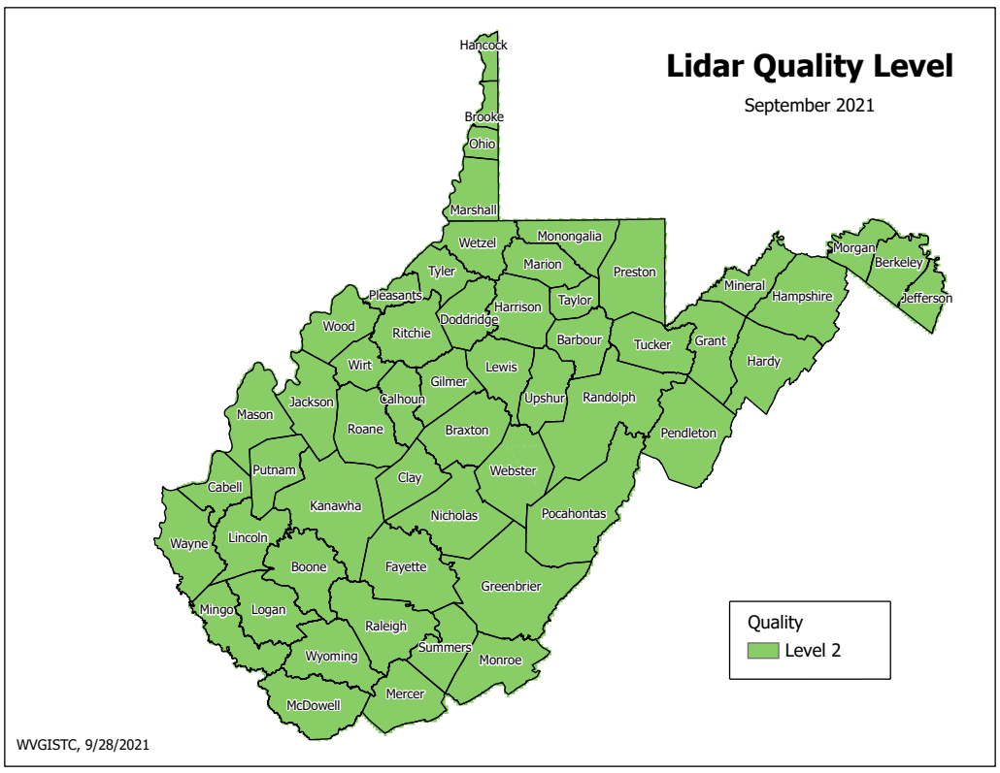 Lidar Quality Level
September 2021
Hancock
Brooke
Ohio
Marshall
Wetzel
Monongalia
Marion
Preston
Tyler
Pleasants
Doddridge
Harrison
Taylor
Wood
Ritchie
Barbour
Tucker
Grant
Mineral
Hampshire
Morgan
Berkeley
Jefferson
Hardy
Wirt
Lewis
Gilmer
Calhoun
Upshur
Randolph
Jackson
Mason
Roane
Braxton
Pendleton
Putnam
Clay
Webster
Cabell
Kanawha
Nicholas
Pocahontas
Wayne
Lincoln
Boone
Fayette
Greenbrier
Mingo
Logan
Raleigh
Summers
Wyoming
Monroe
McDowell
Mercer
Quality
Level 2
WVGISTC, 9/28/2021